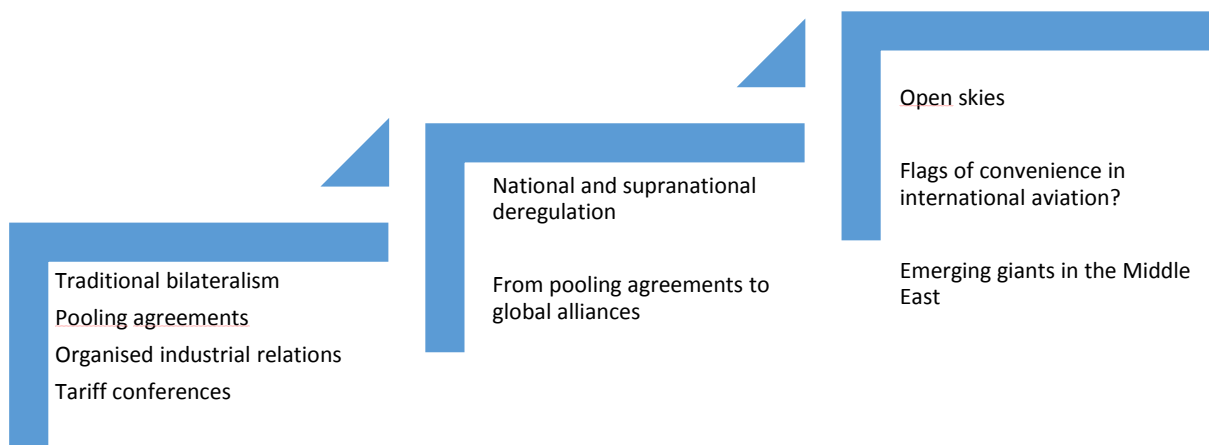 Traditional bilateralism
Pooling agreements
Organised industrial relations
Tariff conferences
National and supranational
deregulation
From pooling agreements to
global alliances
Open skies
Flags of convenience in
international aviation?
Emerging giants in the Middle
East